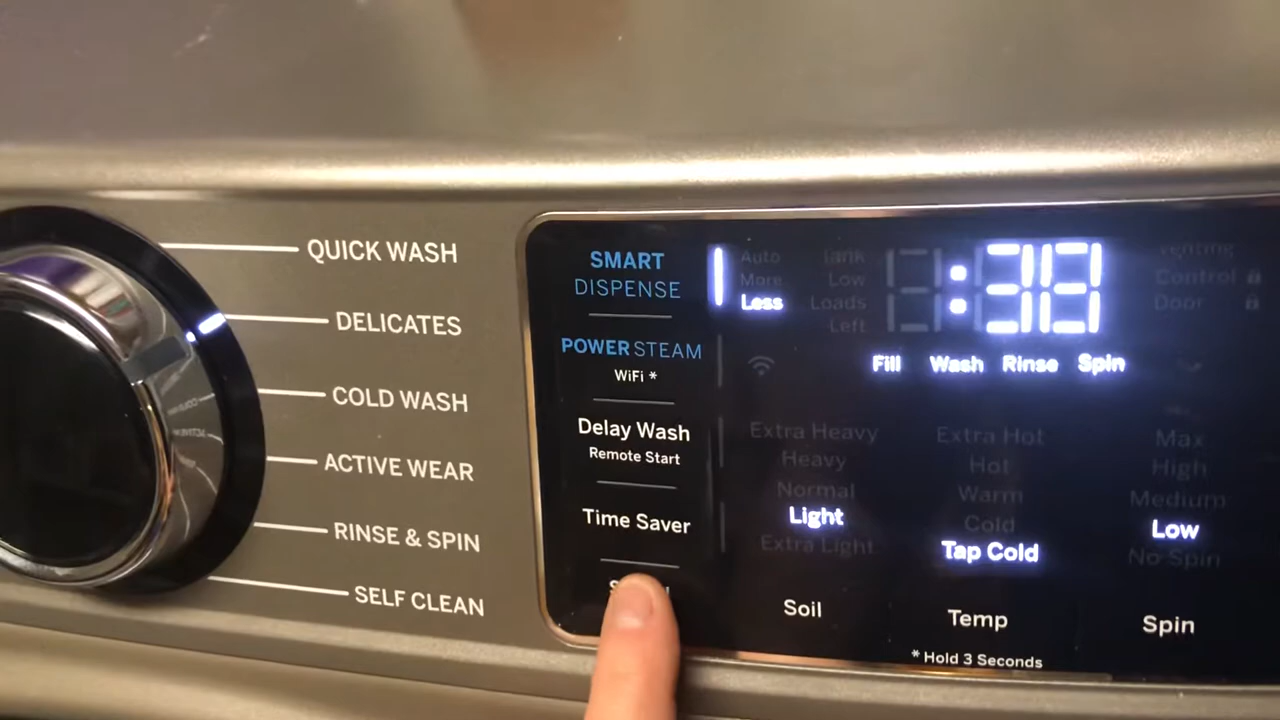 QUICK WASH
DELICATES
COLD WASH
ACTIVE WEAR
RINSE & SPIN
SELF CLEAN
SMART
DISPENSE
POWER STEAM
WiFi *
Delay Wash
Remote Start
Time Saver
Auto
More
Less
Tank
Low
Loads
Left
:38
Venting
Control
Door
Fill Wash Rinse Spin
Extra Heavy
Heavy
Normal
Light
Extra Light
Soil
Extra Hot
Hot
Warm
Cold
Tap Cold
Temp
* Hold 3 Seconds
Max
High
Medium
Low
No Spin
Spin